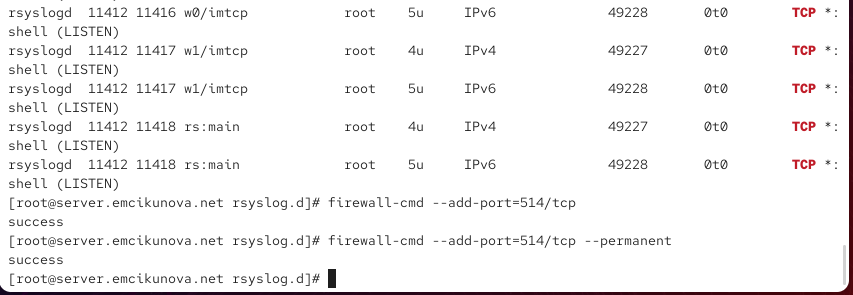 rsyslogd  11412 11416 w0/imtcp            root    5u     IPv6              49228       0t0        TCP *:
shell (LISTEN)
rsyslogd  11412 11417 w1/imtcp            root    4u     IPv4              49227       0t0        TCP *:
shell (LISTEN)
rsyslogd  11412 11417 w1/imtcp            root    5u     IPv6              49228       0t0        TCP *:
shell (LISTEN)
rsyslogd  11412 11418 rs:main             root    4u     IPv4              49227       0t0        TCP *:
shell (LISTEN)
rsyslogd  11412 11418 rs:main             root    5u     IPv6              49228       0t0        TCP *:
shell (LISTEN)
[root@server.emcikunova.net rsyslog.d]# firewall-cmd --add-port=514/tcp
success
[root@server.emcikunova.net rsyslog.d]# firewall-cmd --add-port=514/tcp --permanent
success
[root@server.emcikunova.net rsyslog.d]#